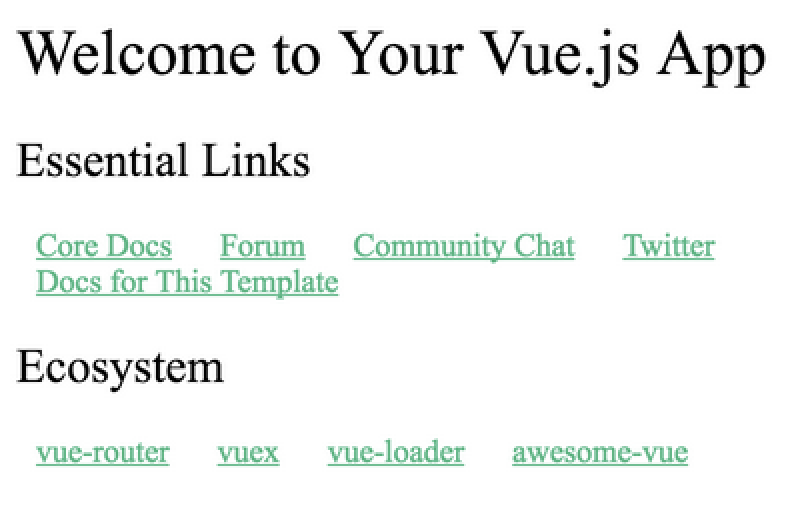 Welcome to Your Vue.js App
Essential Links
Core Docs Forum Community Chat Twitter
Docs for This Template
Ecosystem
vue-router vuex vue-loader awesome-vue